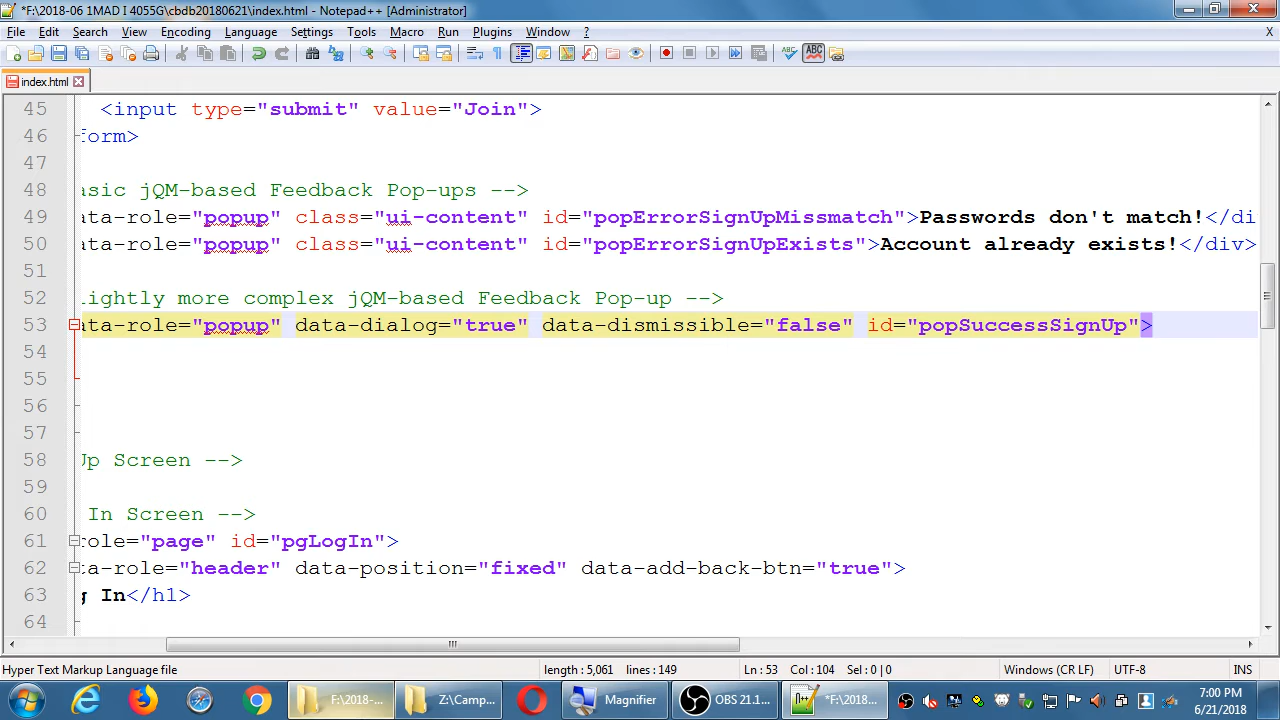 *F:\2018-06 1MAD I 4055G\cbdb20180621\index.html - Notepad++ [Administrator]
File Edit Search View Encoding Language Settings Tools Macro Run Plugins Window ? X
index.html
45 <input type="submit" value="Join">
46 form>
47
48 asic jQM-based Feedback Pop-ups -->
49 ata-role="popup" class="ui-content" id="popErrorSignUpMissmatch">Passwords don't match!</di
50 ata-role="popup" class="ui-content" id="popErrorSignUpExists">Account already exists!</div>
51
52 lightly more complex jQM-based Feedback Pop-up -->
53 ata-role="popup" data-dialog="true" data-dismissible="false" id="popSuccessSignUp">
54
55
56
57
58 Up Screen -->
59
60 In Screen -->
61 role="page" id="pgLogIn">
62 ata-role="header" data-position="fixed" data-add-back-btn="true">
63 g In</h1>
64
Hyper Text Markup Language file length : 5,061 lines : 149 Ln : 53 Col : 104 Sel : 0 | 0 Windows (CR LF) UTF-8 INS
F:\2018-... Z:\Camp... Magnifier OBS 21.1... *F:\2018... 7:00 PM
6/21/2018